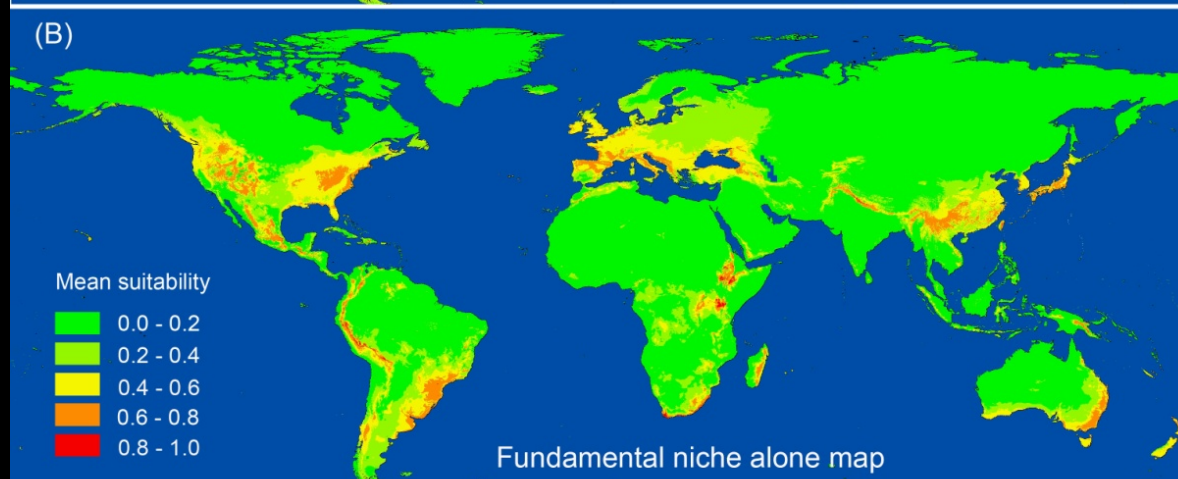 (B)
Mean suitability
0.0 - 0.2
0.2 - 0.4
0.4 - 0.6
0.6 - 0.8
0.8 - 1.0
Fundamental niche alone map